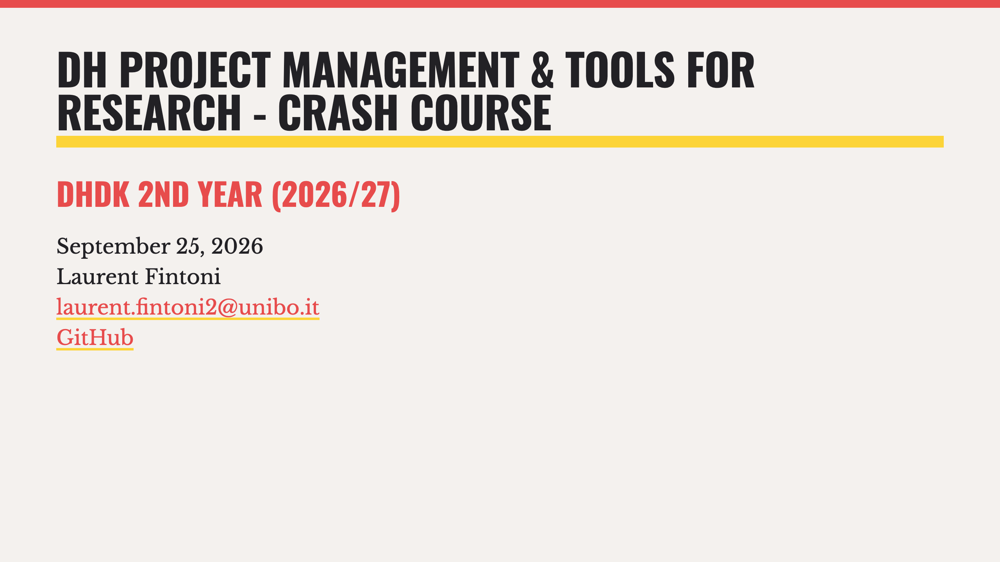 DH PROJECT MANAGEMENT & TOOLS FOR
RESEARCH - CRASH COURSE
DHDK 2ND YEAR (2026/27)
September 25, 2026
Laurent Fintoni
laurent.fintoni2@unibo.it
GitHub